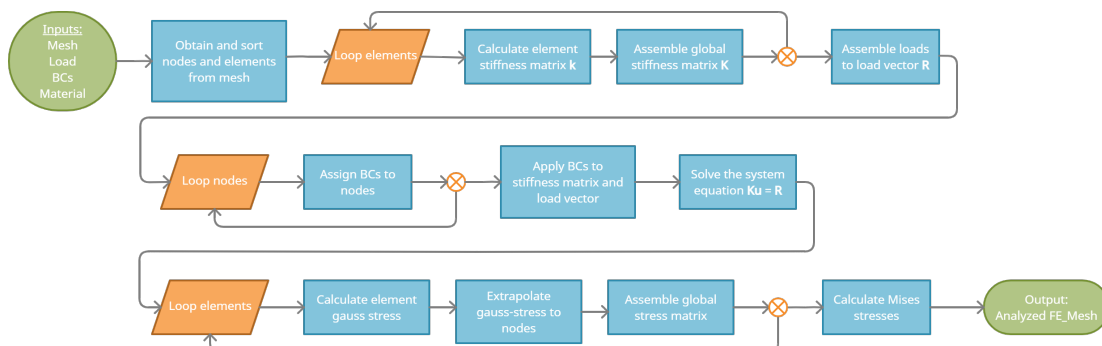 Inputs:
Mesh
Load
BCs
Material
Obtain and sort
nodes and elements
from mesh
Loop elements
Calculate element
stiffness matrix k
Assemble global
stiffness matrix K
Assemble loads
to load vector R
Loop nodes
Assign BCs to
nodes
Apply BCs to
stiffness matrix and
load vector
Solve the system
equation Ku = R
Loop elements
Calculate element
gauss stress
Extrapolate
gauss-stress to
nodes
Assemble global
stress matrix
Calculate Mises
stresses
Output:
Analyzed FE_Mesh